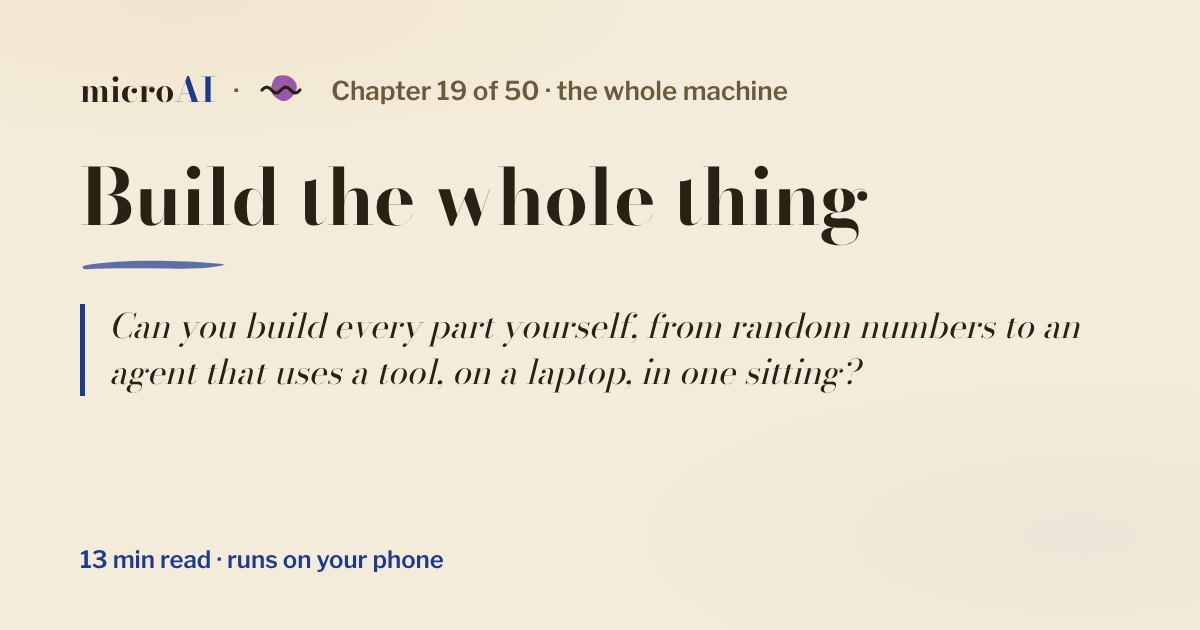 microAI · Chapter 19 of 50 · the whole machine
Build the whole thing
Can you build every part yourself, from random numbers to an
agent that uses a tool, on a laptop, in one sitting?
13 min read · runs on your phone